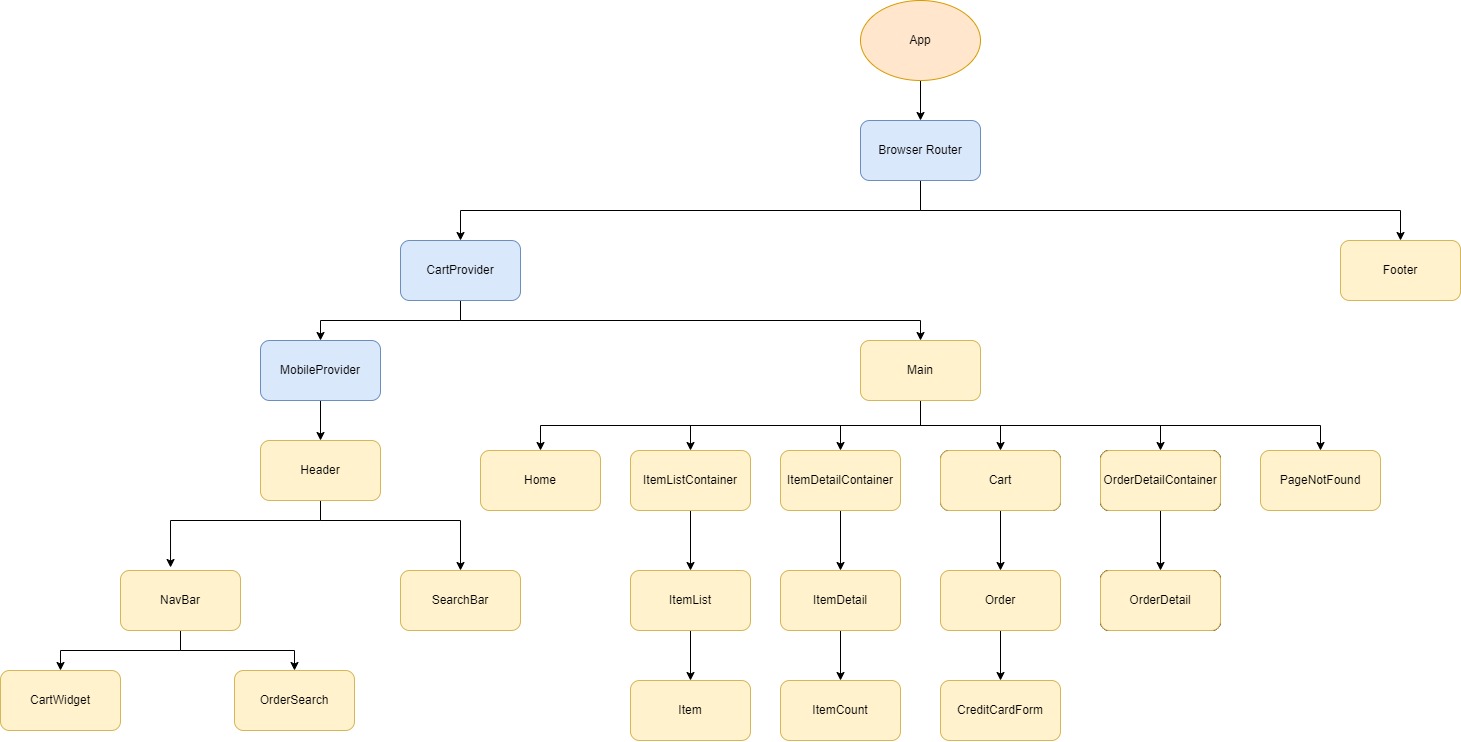 App
Browser Router
CartProvider
Footer
MobileProvider
Main
Header
Home
ItemListContainer
ItemDetailContainer
Cart
OrderDetailContainer
PageNotFound
NavBar
SearchBar
ItemList
ItemDetail
Order
OrderDetail
CartWidget
OrderSearch
Item
ItemCount
CreditCardForm